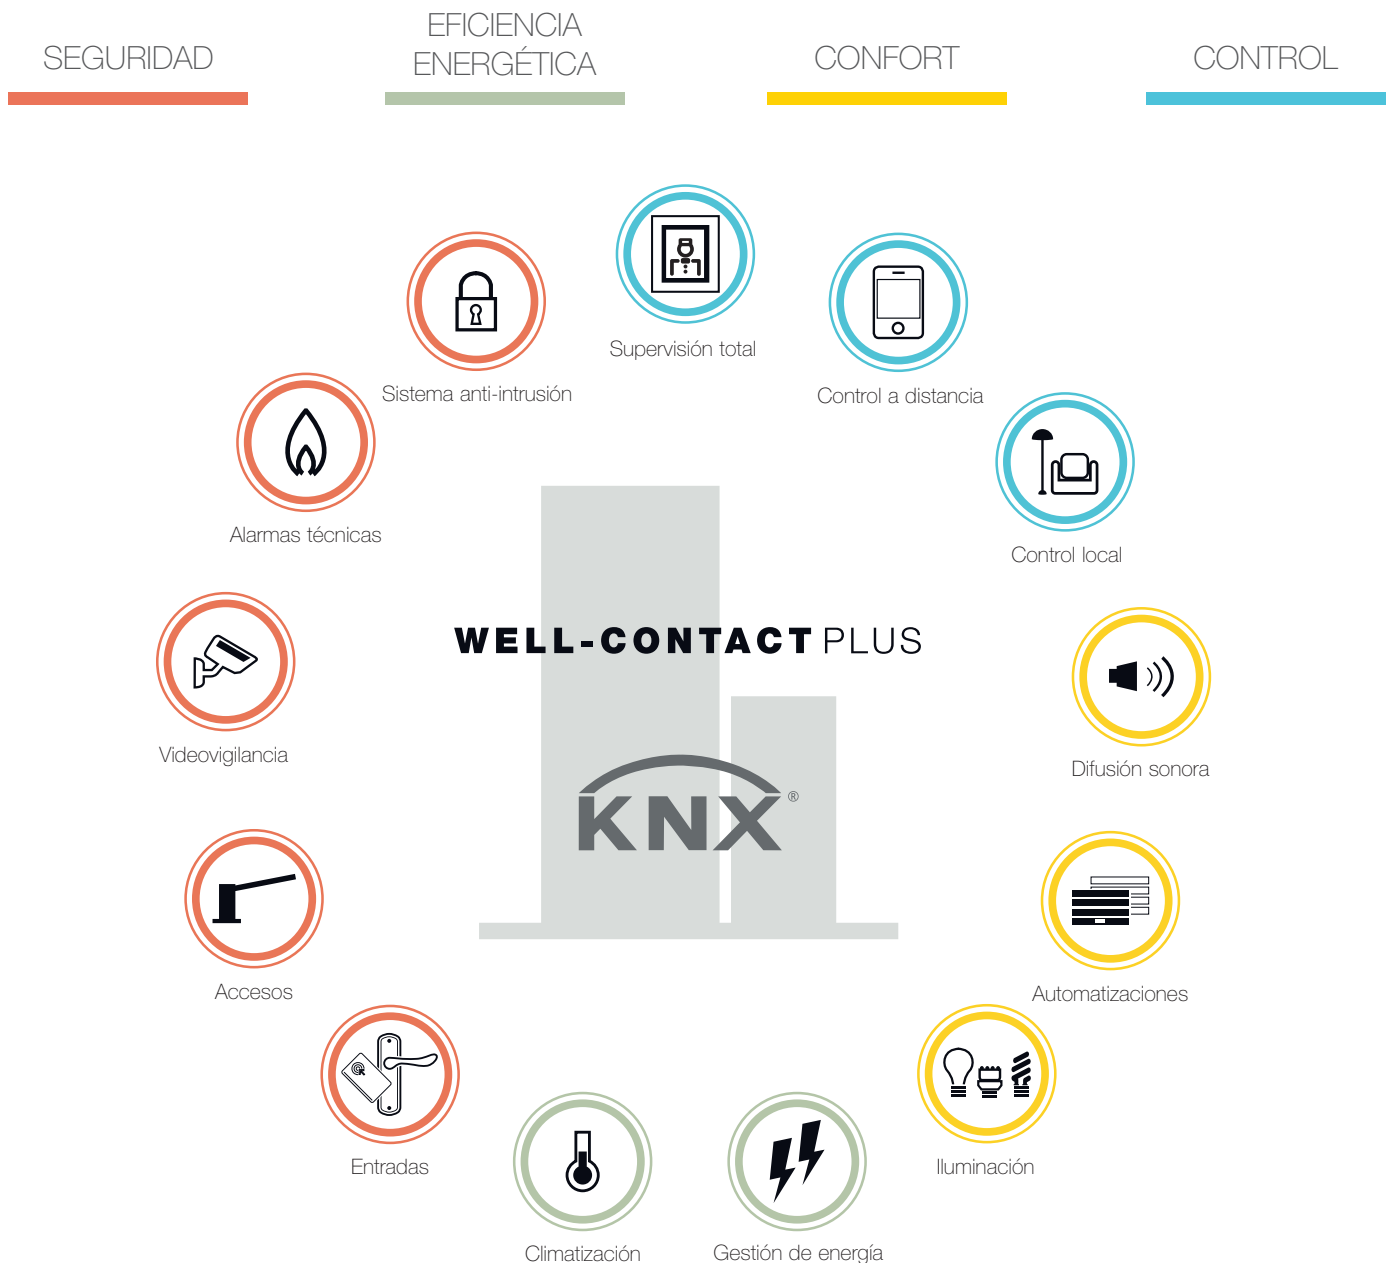 SEGURIDAD
EFICIENCIA
ENERGÉTICA
CONFORT
CONTROL
Supervisión total
Sistema anti-intrusión
Control a distancia
Alarmas técnicas
Control local
WELL-CONTACT PLUS
Videovigilancia
Difusión sonora
KNX®
Accesos
Automatizaciones
Entradas
Iluminación
Climatización
Gestión de energía